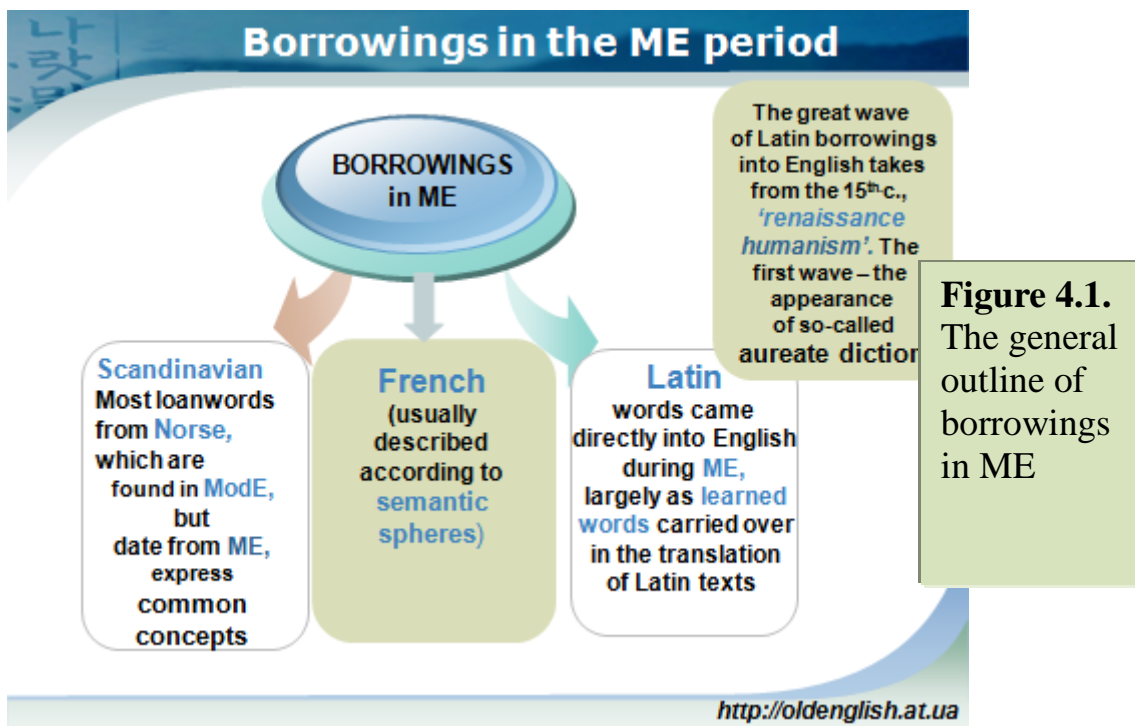 나
랏
말
Borrowings in the ME period
BORROWINGS
in ME
The great wave
of Latin borrowings
into English takes
from the 15th c.,
‘renaissance
humanism’. The
first wave – the
appearance
of so-called
aureate diction
Figure 4.1.
The general
outline of
borrowings
in ME
Scandinavian
Most loanwords
from Norse,
which are
found in ModE,
but
date from ME,
express
common
concepts
French
(usually
described
according to
semantic
spheres)
Latin
words came
directly into English
during ME,
largely as learned
words carried over
in the translation
of Latin texts
http://oldenglish.at.ua